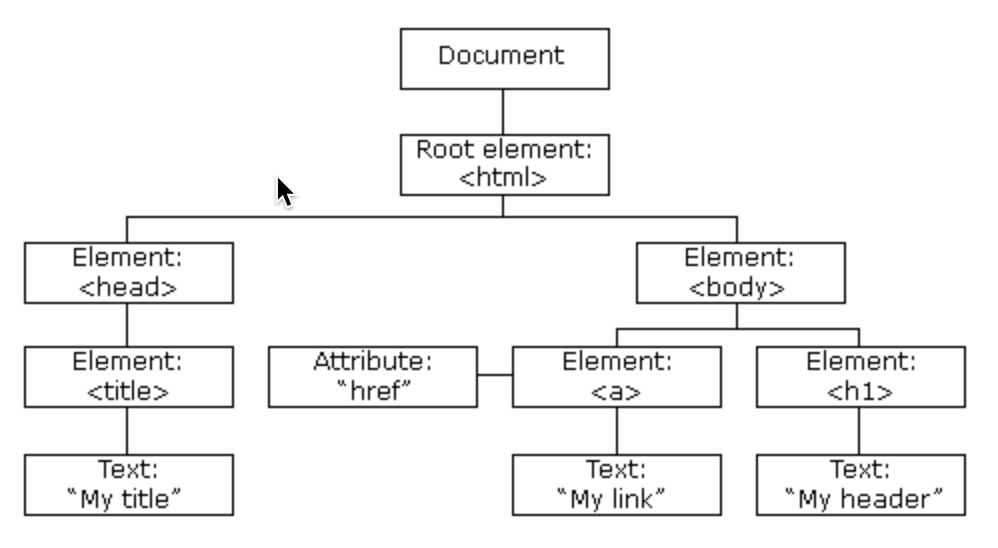 Document
Root element:
<html>
Element:
<head>
Element:
<body>
Element:
<title>
Attribute:
“href”
Element:
<a>
Element:
<h1>
Text:
“My title”
Text:
“My link”
Text:
“My header”